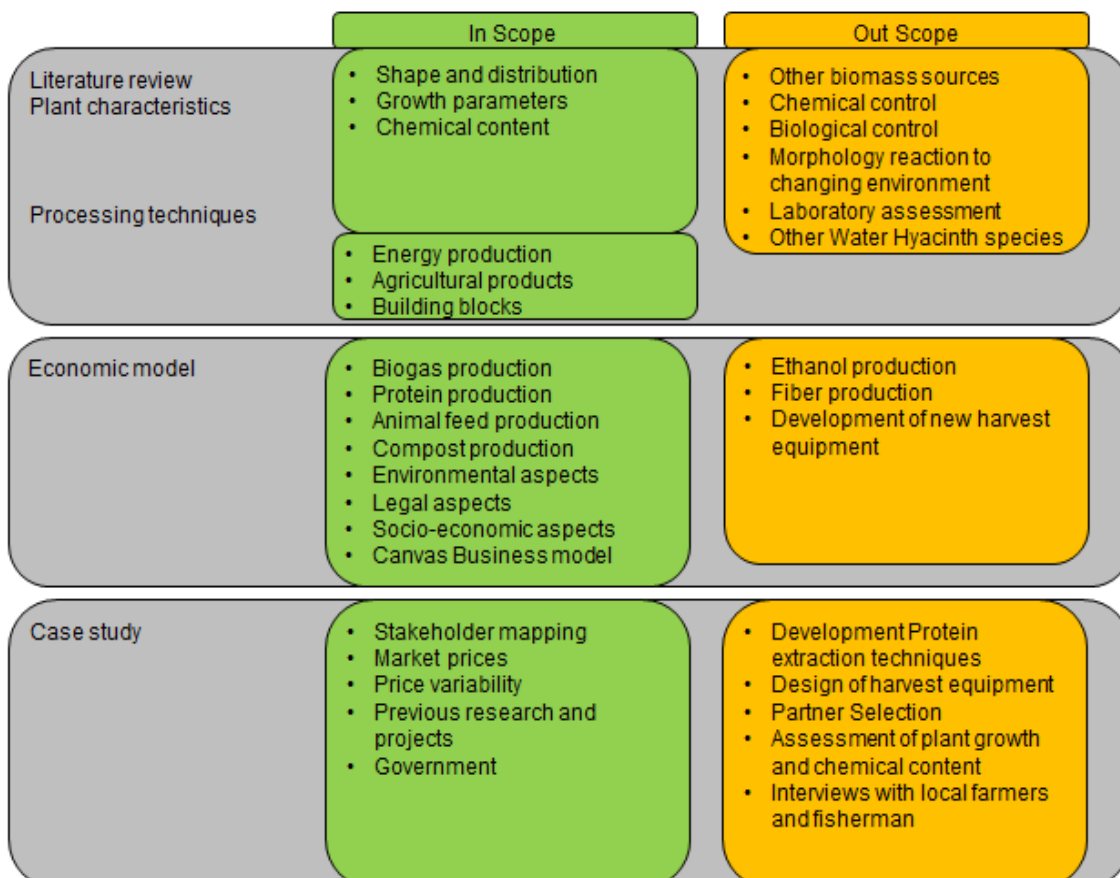 In Scope
Out Scope
Literature review
Plant characteristics
Processing techniques
• Shape and distribution
• Growth parameters
• Chemical content
• Energy production
• Agricultural products
• Building blocks
• Other biomass sources
• Chemical control
• Biological control
• Morphology reaction to
changing environment
• Laboratory assessment
• Other Water Hyacinth species
Economic model
• Biogas production
• Protein production
• Animal feed production
• Compost production
• Environmental aspects
• Legal aspects
• Socio-economic aspects
• Canvas Business model
• Ethanol production
• Fiber production
• Development of new harvest
equipment
Case study
• Stakeholder mapping
• Market prices
• Price variability
• Previous research and
projects
• Government
• Development Protein
extraction techniques
• Design of harvest equipment
• Partner Selection
• Assessment of plant growth
and chemical content
• Interviews with local farmers
and fisherman